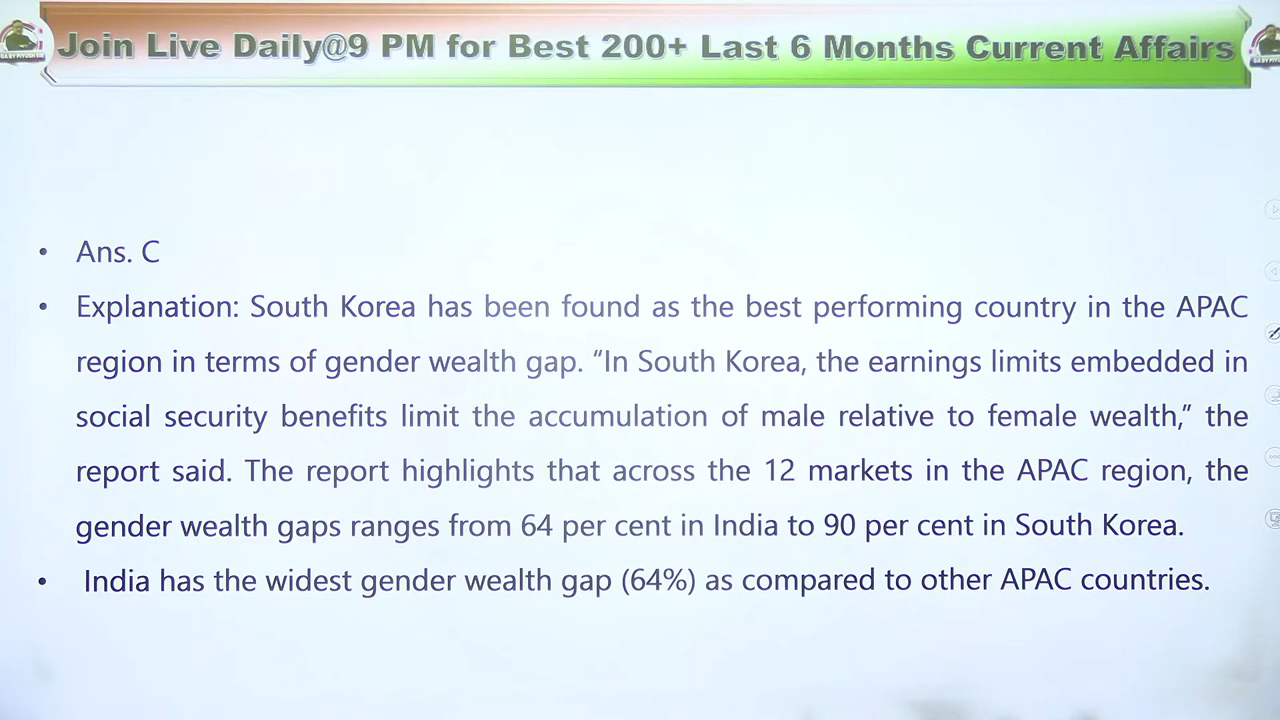 Join Live Daily@9 PM for Best 200+ Last 6 Months Current Affairs
• Ans. C
• Explanation: South Korea has been found as the best performing country in the APAC
region in terms of gender wealth gap. “In South Korea, the earnings limits embedded in
social security benefits limit the accumulation of male relative to female wealth,” the
report said. The report highlights that across the 12 markets in the APAC region, the
gender wealth gaps ranges from 64 per cent in India to 90 per cent in South Korea.
• India has the widest gender wealth gap (64%) as compared to other APAC countries.